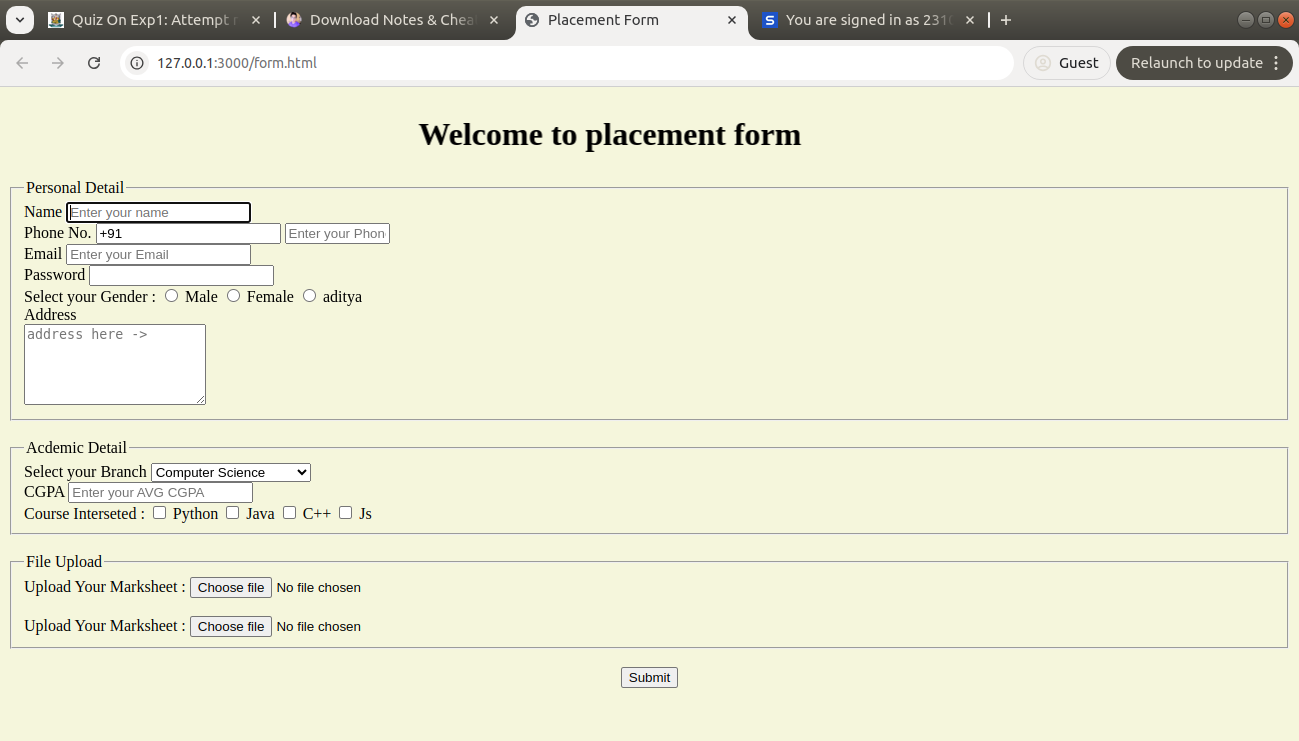 Quiz On Exp1: Attempt
Download Notes & Chea
Placement Form
You are signed in as 231
127.0.0.1:3000/form.html
Guest
Relaunch to update
Welcome to placement form
Personal Detail
Name Enter your name
Phone No. +91 Enter your Phon
Email Enter your Email
Password
Select your Gender : Male Female aditya
Address
address here ->
Acdemic Detail
Select your Branch Computer Science
CGPA Enter your AVG CGPA
Course Interseted : Python Java C++ Js
File Upload
Upload Your Marksheet : Choose file No file chosen
Upload Your Marksheet : Choose file No file chosen
Submit